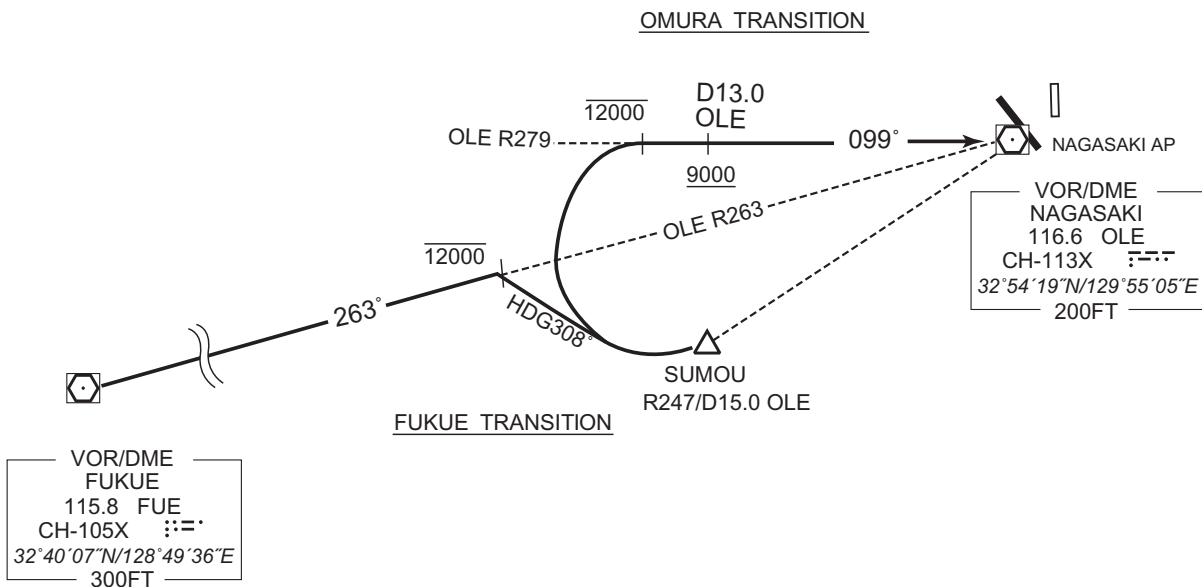 OMURA TRANSITION
12000
D13.0
OLE
OLE R279
099°
NAGASAKI AP
9000
OLE R263
12000
263°
HDG308°
VOR/DME
NAGASAKI
116.6 OLE
CH-113X
32°54´19˝N/129°55´05˝E
200FT
SUMOU
R247/D15.0 OLE
FUKUE TRANSITION
VOR/DME
FUKUE
115.8 FUE
CH-105X
32°40´07˝N/128°49´36˝E
300FT